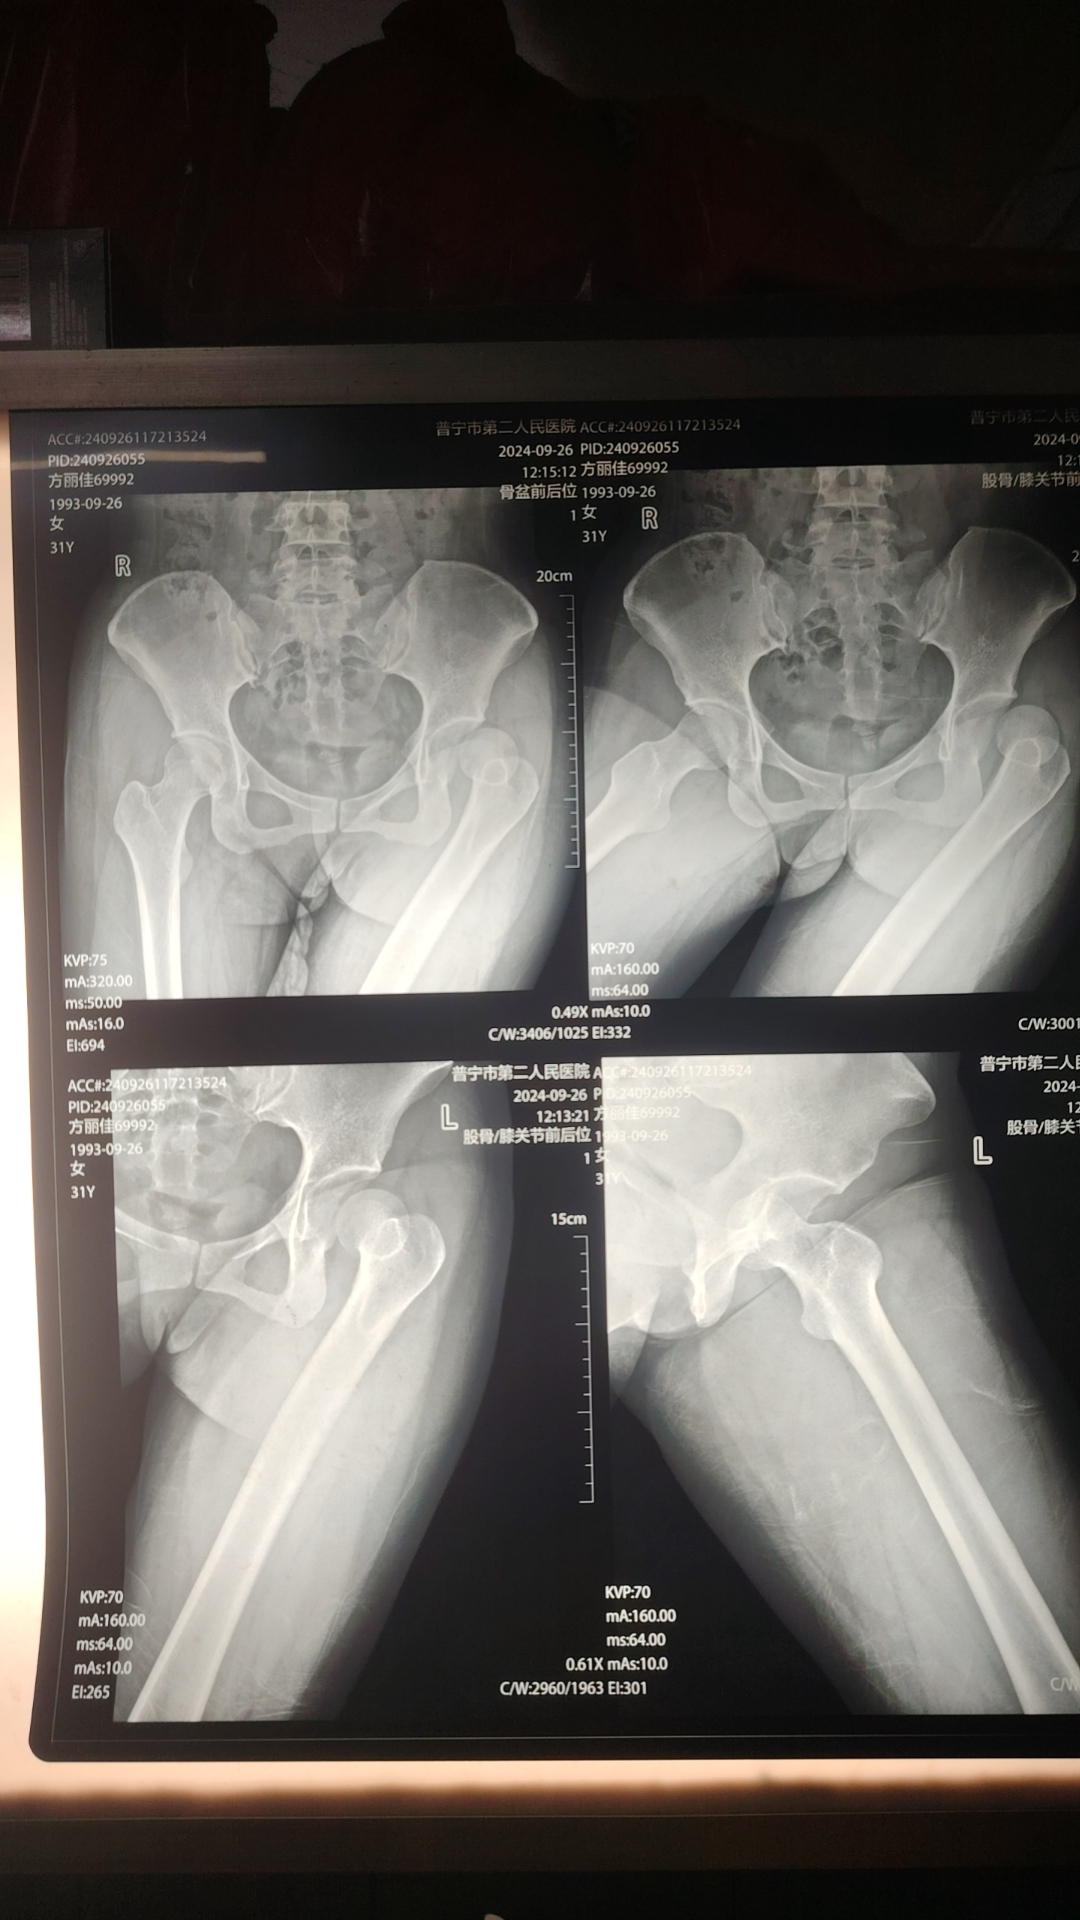 ACC#:240926117213524
PID:240926055
方丽佳69992
1993-09-26
女
31Y
R
普宁市第二人民医院
2024-09-26
12:15:12
骨盆前后位
1
20cm
KVP:75
mA:320.00
ms:50.00
mAs:16.0
EI:694
0.49X
C/W:3406/1025
ACC#:240926117213524
PID:240926055
方丽佳69992
1993-09-26
女
31Y
R
普宁市第二人民
2024-0
12:1
股骨/膝关节前
2
KVP:70
mA:160.00
ms:64.00
mAs:10.0
EI:332
C/W:3001
ACC#:240926117213524
PID:240926055
方丽佳69992
1993-09-26
女
31Y
L
普宁市第二人民医院
2024-09-26
12:13:21
股骨/膝关节前后位
1
15cm
KVP:70
mA:160.00
ms:64.00
mAs:10.0
EI:265
0.61X
C/W:2960/1963
ACC#:240926117213524
PID:240926055
方丽佳69992
1993-09-26
女
31Y
L
普宁市第二人民
2024-
12
股骨/膝关节
KVP:70
mA:160.00
ms:64.00
mAs:10.0
EI:301
C/W